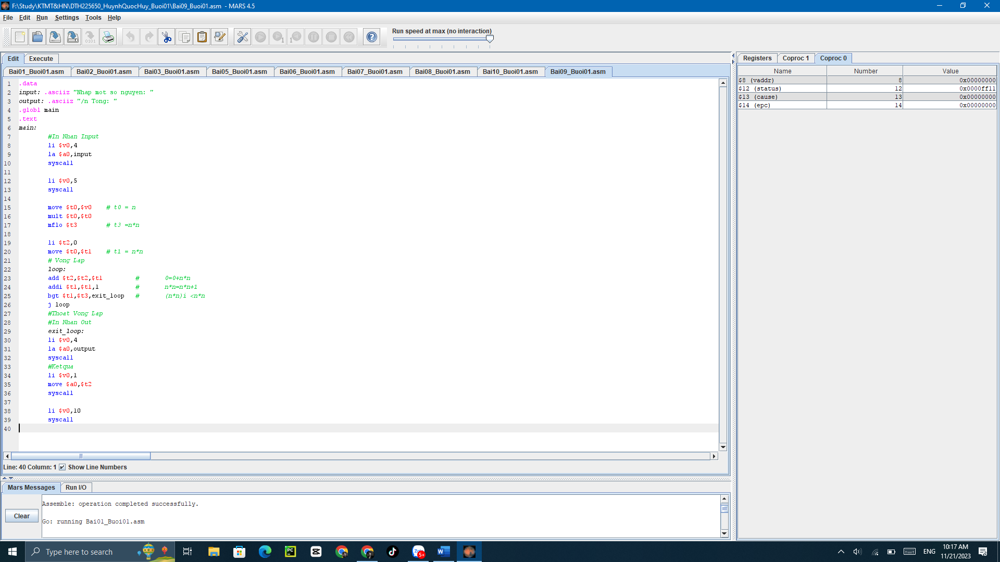 F:\Study\KTMT&HN\DTH225650_HuynhQuocHuy_Buoi01\Bai09_Buoi01.asm - MARS 4.5
File Edit Run Settings Tools Help
Run speed at max (no interaction)
Edit Execute
Bai01_Buoi01.asm Bai02_Buoi01.asm Bai03_Buoi01.asm Bai05_Buoi01.asm Bai06_Buoi01.asm Bai07_Buoi01.asm Bai08_Buoi01.asm Bai10_Buoi01.asm Bai09_Buoi01.asm
1 .data
2 input: .asciiz "Nhap mot so nguyen: "
3 output: .asciiz "/n Tong: "
4 .globl main
5 .text
6 main:
7 #In Nhan Input
8 li $v0,4
9 la $a0,input
10 syscall
11
12 li $v0,5
13 syscall
14
15 move $t0,$v0 # t0 = n
16 mult $t0,$t0
17 mflo $t3 # t3 =n*n
18
19 li $t2,0
20 move $t0,$t1 # t1 = n*n
21 # Vong Lap
22 loop:
23 add $t2,$t2,$t1 # 0=0+n*n
24 addi $t1,$t1,1 # n*n=n*n+1
25 bgt $t1,$t3,exit_loop # (n*n)i <n*n
26 j loop
27 #Thoat Vong Lap
28 #In Nhan Out
29 exit_loop:
30 li $v0,4
31 la $a0,output
32 syscall
33 #Ketqua
34 li $v0,1
35 move $a0,$t2
36 syscall
37
38 li $v0,10
39 syscall
40
Line: 40 Column: 1 Show Line Numbers
Mars Messages Run I/O
Clear
Assemble: operation completed successfully.
Go: running Bai01_Buoi01.asm
Registers Coproc 1 Coproc 0
Name Number Value
$8 (vaddr) 8 0x00000000
$12 (status) 12 0x0000ff11
$13 (cause) 13 0x00000000
$14 (epc) 14 0x00000000
Type here to search
PC
Zalo
5+
W
ENG
10:17 AM
11/21/2023